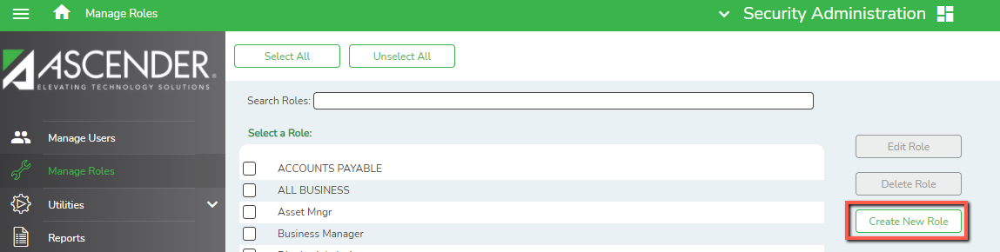 Manage Roles
Security Administration
ASCENDER
ELEVATING TECHNOLOGY SOLUTIONS
Manage Users
Manage Roles
Utilities
Reports
Select All
Unselect All
Search Roles:
Select a Role:
ACCOUNTS PAYABLE
ALL BUSINESS
Asset Mngr
Business Manager
Edit Role
Delete Role
Create New Role